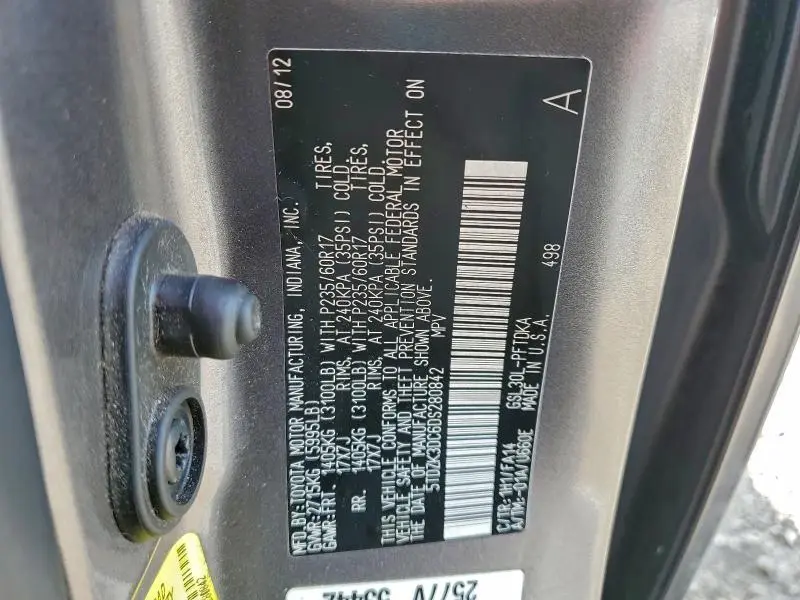 MFD.BY:TOYOTA MOTOR MANUFACTURING, INDIANA, INC. 08/12
GVWR:2715KG (5995LB)
GAWR:FRT. 1405KG (3100LB) WITH P235/60R17 TIRES,
17X7J RIMS, AT 240KPA (35PSI) COLD.
RR. 1405KG (3100LB) WITH P235/60R17 TIRES,
17X7J RIMS, AT 240KPA (35PSI) COLD.
THIS VEHICLE CONFORMS TO ALL APPLICABLE FEDERAL MOTOR
VEHICLE SAFETY AND THEFT PREVENTION STANDARDS IN EFFECT ON
THE DATE OF MANUFACTURE SHOWN ABOVE.
5TDZK3DC6DS280842 MPV
498
C/TR:1H1/FA14 GSL30L-PFTDKA
A/TM:-01A/U660E MADE IN U.S.A. A
2577V 55442